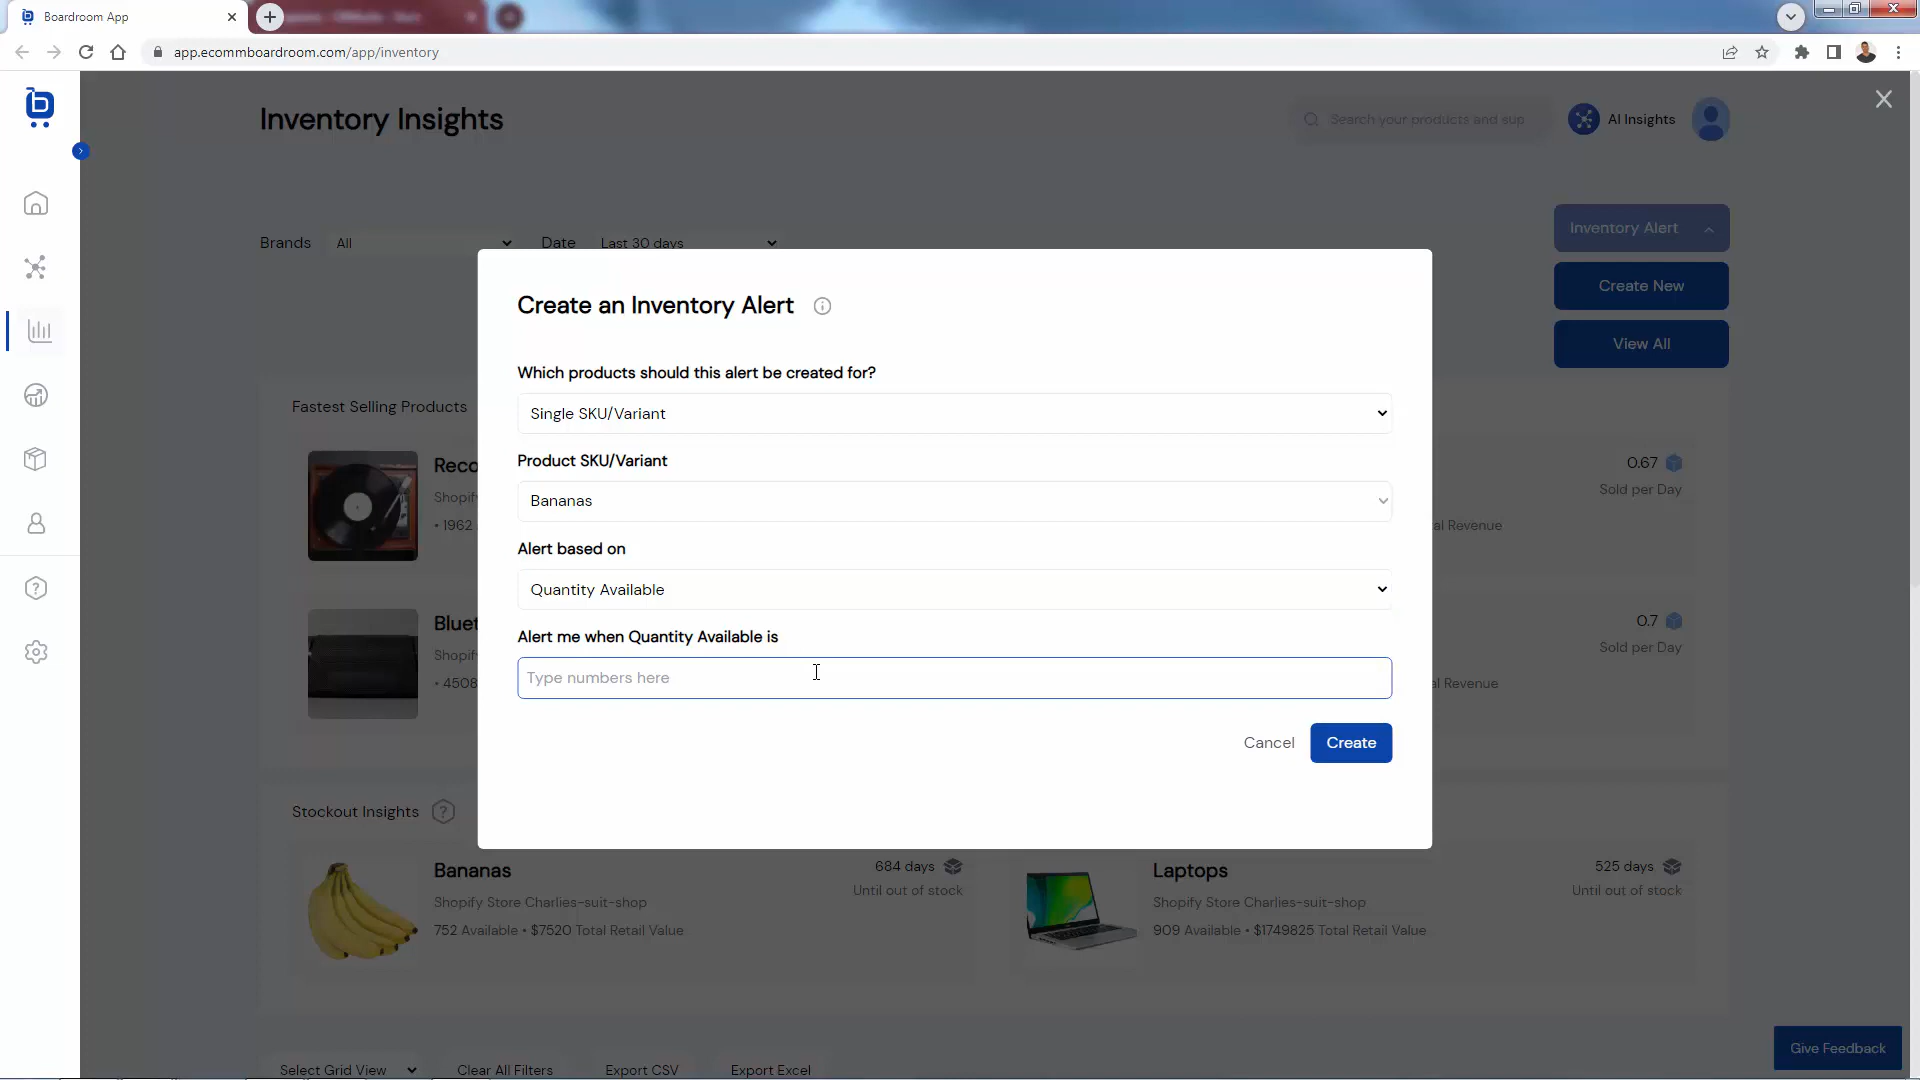 Boardroom App
app.ecommboardroom.com/app/inventory
Inventory Insights
Search your products and sup
AI Insights
Brands
All
Date
Last 30 days
Inventory Alert
Create New
View All
Create an Inventory Alert
Which products should this alert be created for?
Single SKU/Variant
Product SKU/Variant
Bananas
Alert based on
Quantity Available
Alert me when Quantity Available is
Type numbers here
Cancel
Create
Fastest Selling Products
Reco
Shopif
• 1962
0.67
Sold per Day
al Revenue
Bluet
Shopif
• 4508
0.7
Sold per Day
al Revenue
Stockout Insights
Bananas
684 days
Until out of stock
Shopify Store Charlies-suit-shop
752 Available • $7520 Total Retail Value
Laptops
525 days
Until out of stock
Shopify Store Charlies-suit-shop
909 Available • $1749825 Total Retail Value
Select Grid View
Clear All Filters
Export CSV
Export Excel
Give Feedback